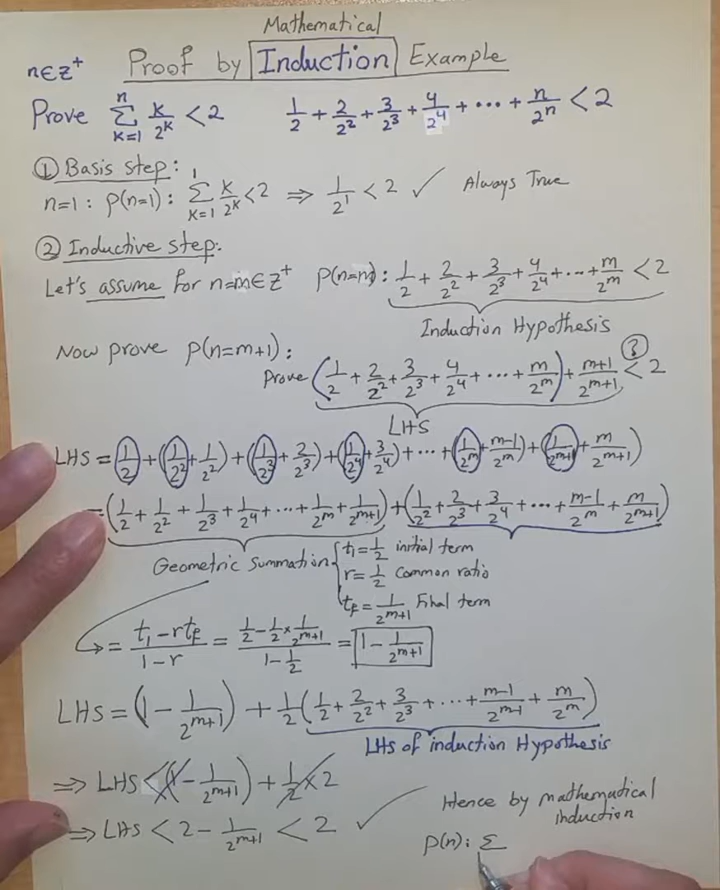 Mathematical
n∈Z⁺ Proof by Induction Example
Prove ∑_{k=1}^{n} k/2^k < 2    1/2 + 2/2² + 3/2³ + 4/2⁴ + ... + n/2ⁿ < 2
① Basis step:
n=1 : P(n=1) : ∑_{k=1}^{1} k/2^k < 2 ⇒ 1/2¹ < 2 ✓ Always True
② Inductive step:
Let's assume for n=m∈Z⁺ P(n=m): 1/2 + 2/2² + 3/2³ + 4/2⁴ + ... + m/2^m < 2
Induction Hypothesis
Now prove P(n=m+1):
Prove (1/2 + 2/2² + 3/2³ + 4/2⁴ + ... + m/2^m) + (m+1)/2^{m+1} <^? 2
LHS
LHS = 1/2 + (1/2² + 1/2²) + (1/2³ + 2/2³) + (1/2⁴ + 3/2⁴) + ... + (1/2^m + (m-1)/2^m) + (1/2^{m+1} + m/2^{m+1})
= (1/2 + 1/2² + 1/2³ + 1/2⁴ + ... + 1/2^m + 1/2^{m+1}) + (1/2² + 2/2³ + 3/2⁴ + ... + (m-1)/2^m + m/2^{m+1})
Geometric Summation { t₁ = 1/2 initial term
r = 1/2 Common ratio
t_f = 1/2^{m+1} Final term
= (t₁ - r t_f)/(1 - r) = (1/2 - 1/2 × 1/2^{m+1})/(1 - 1/2) = 1 - 1/2^{m+1}
LHS = (1 - 1/2^{m+1}) + 1/2 (1/2 + 2/2² + 3/2³ + ... + (m-1)/2^{m-1} + m/2^m)
LHS of induction Hypothesis
⇒ LHS < (1 - 1/2^{m+1}) + 1/2 × 2
⇒ LHS < 2 - 1/2^{m+1} < 2 ✓
Hence by mathematical
induction
P(n): ∑